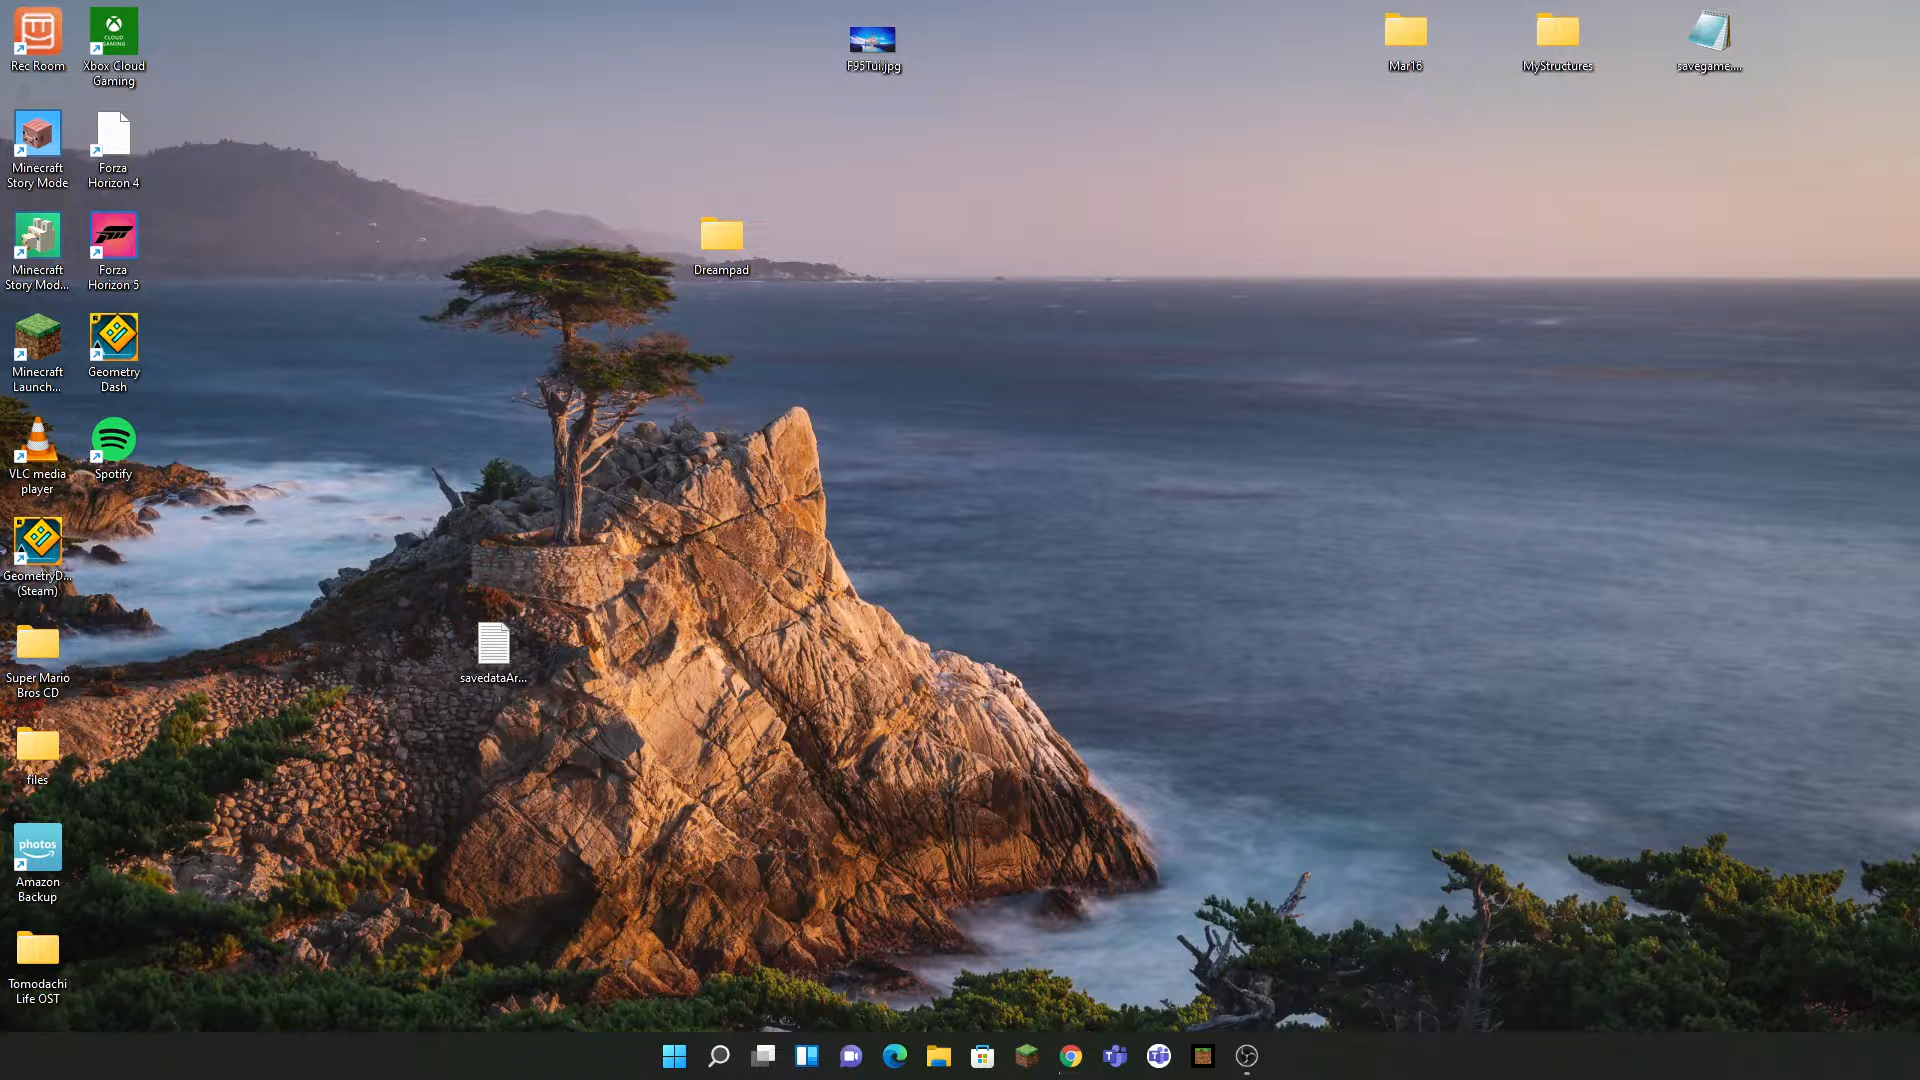 Rec Room
Xbox Cloud
Gaming
CLOUD
GAMING
F95Tui.jpg
Mar16
MyStructures
savegame....
Minecraft
Story Mode
Forza
Horizon 4
Minecraft
Story Mod...
Forza
Horizon 5
Dreampad
Minecraft
Launch...
Geometry
Dash
VLC media
player
Spotify
GeometryD...
(Steam)
savedataAr...
Super Mario
Bros CD
files
photos
Amazon
Backup
Tomodachi
Life OST